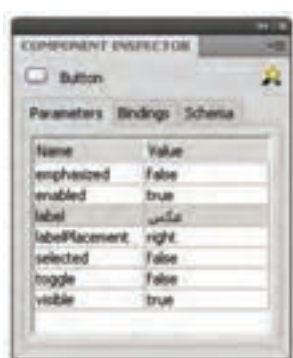 COMPONENT INSPECTOR
Button
Parameters Bindings Schema
Name Value
emphasized false
enabled true
label عکس
labelPlacement right
selected false
toggle false
visible true